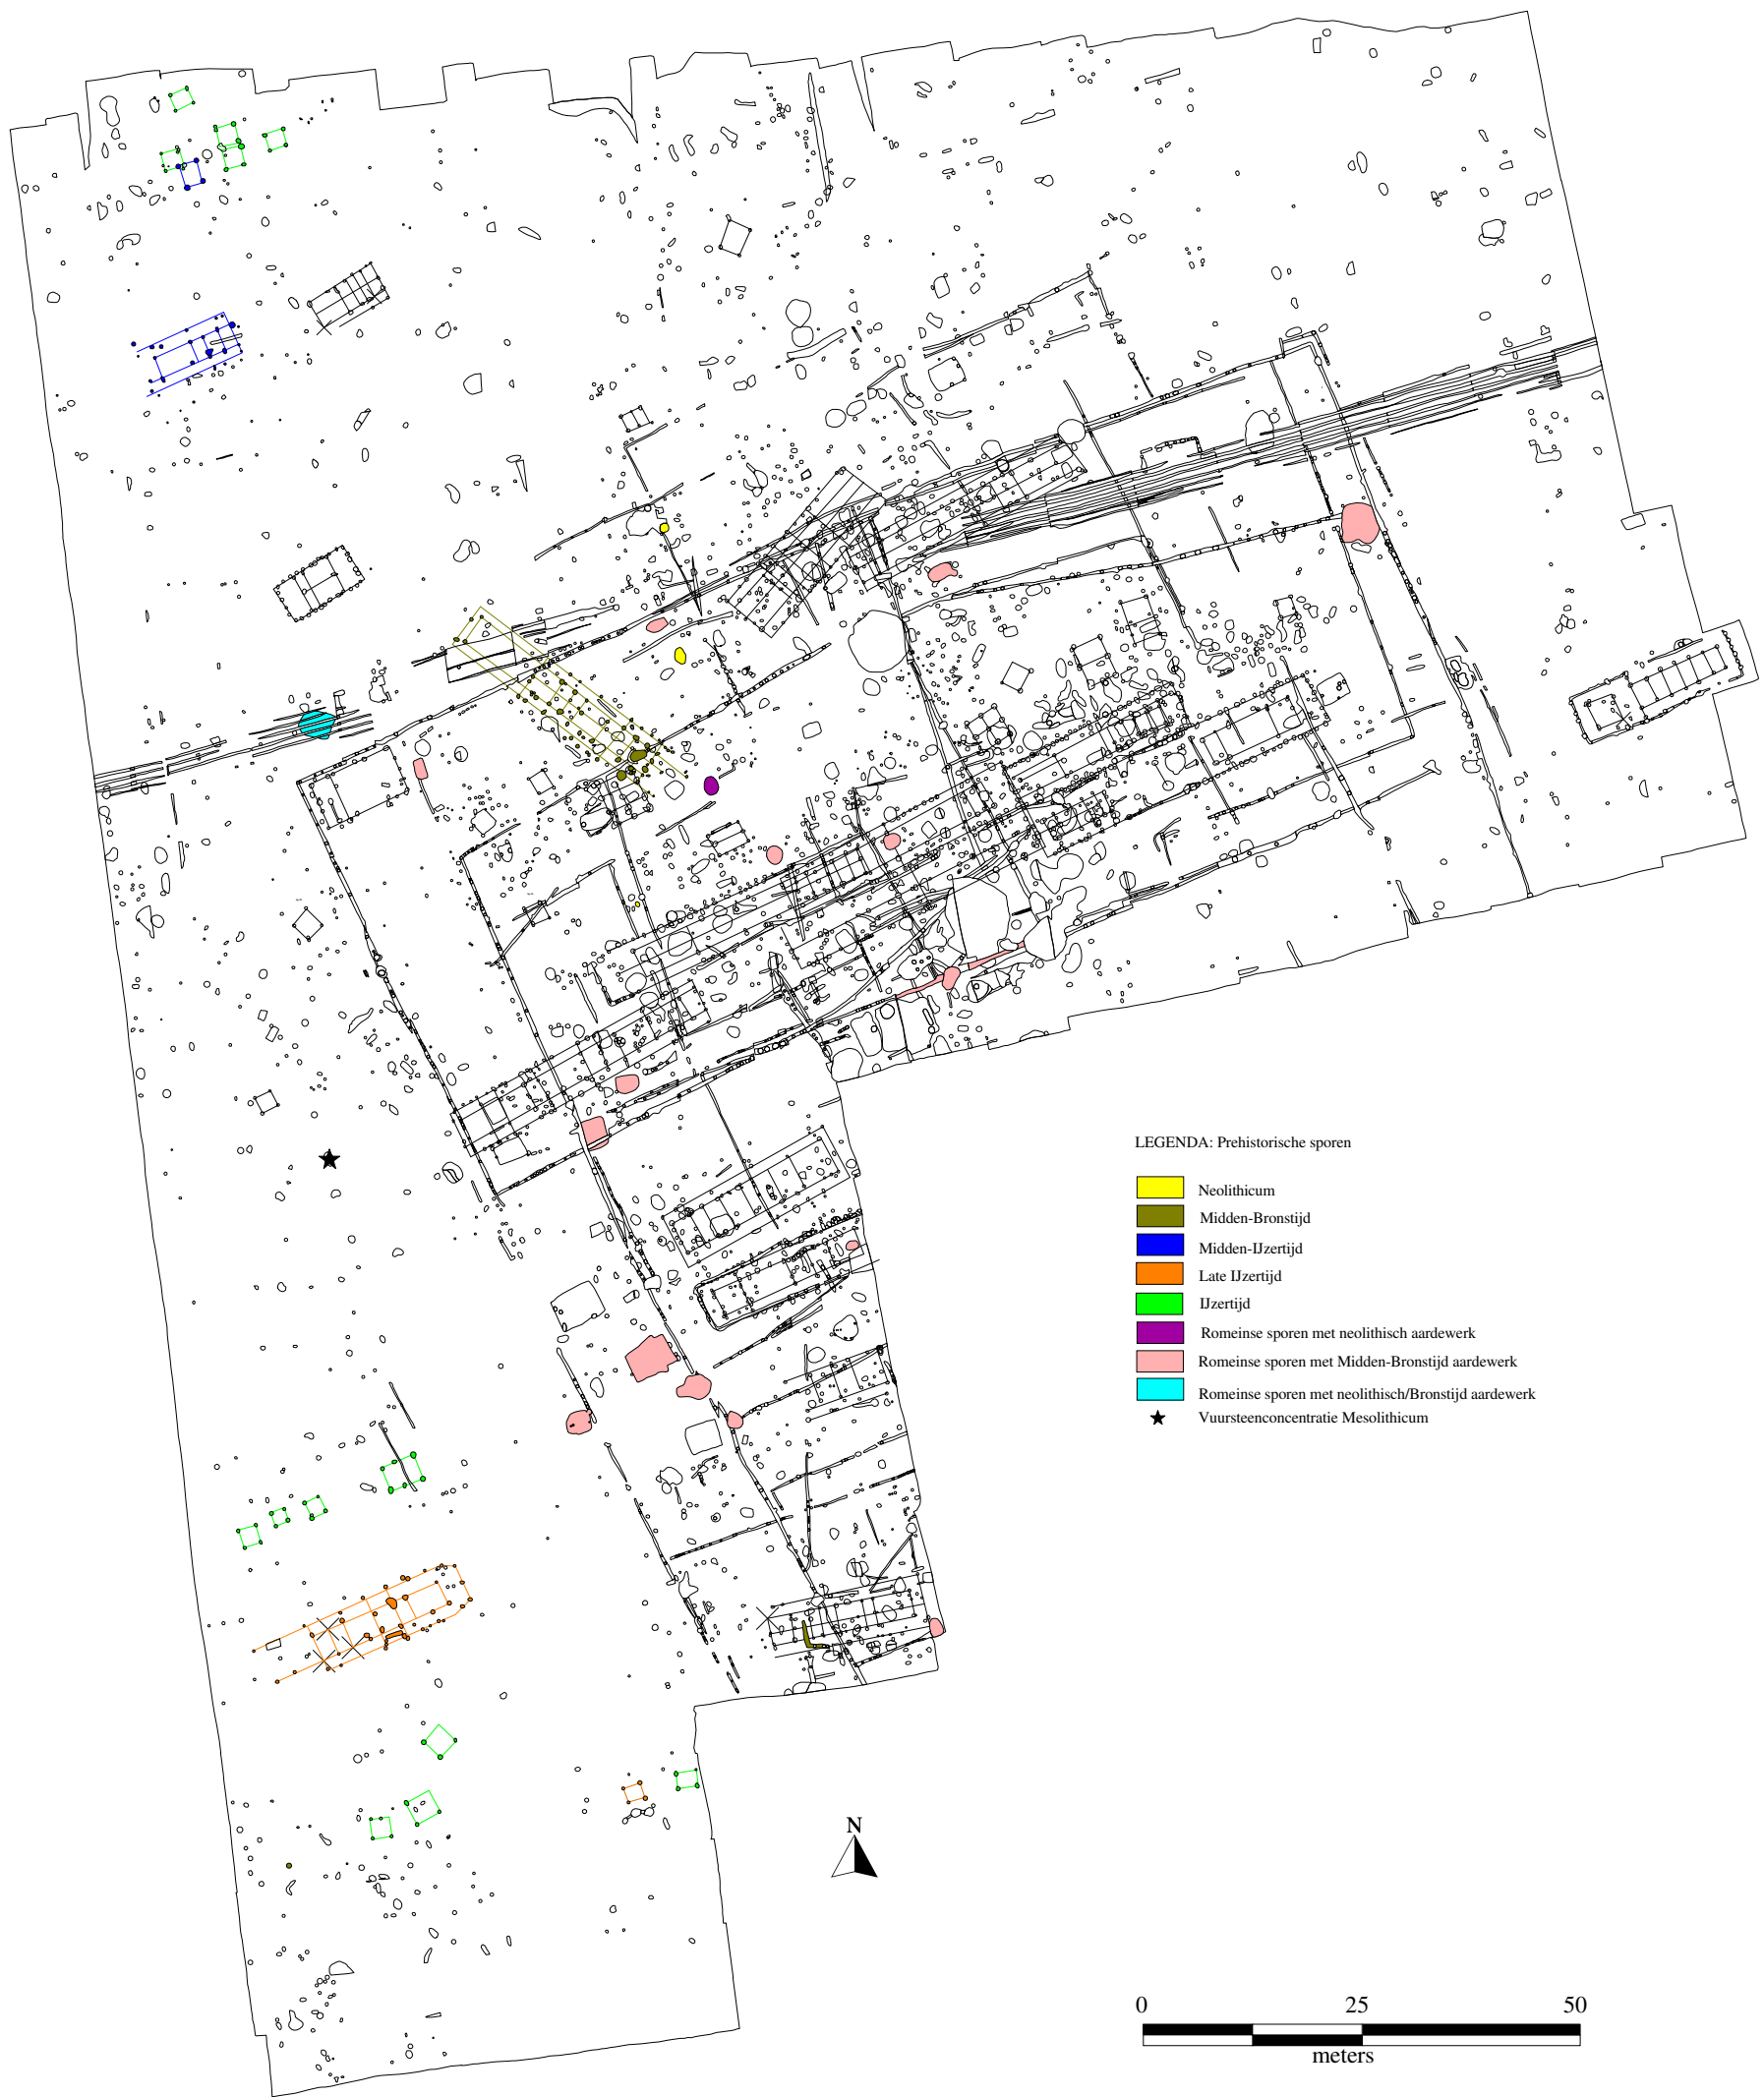 LEGENDA: Prehistorische sporen
Neolithicum
Midden-Bronstijd
Midden-IJzertijd
Late IJzertijd
IJzertijd
Romeinse sporen met neolithisch aardewerk
Romeinse sporen met Midden-Bronstijd aardewerk
Romeinse sporen met neolithisch/Bronstijd aardewerk
Vuursteenconcentratie Mesolithicum
N
0 25 50
meters